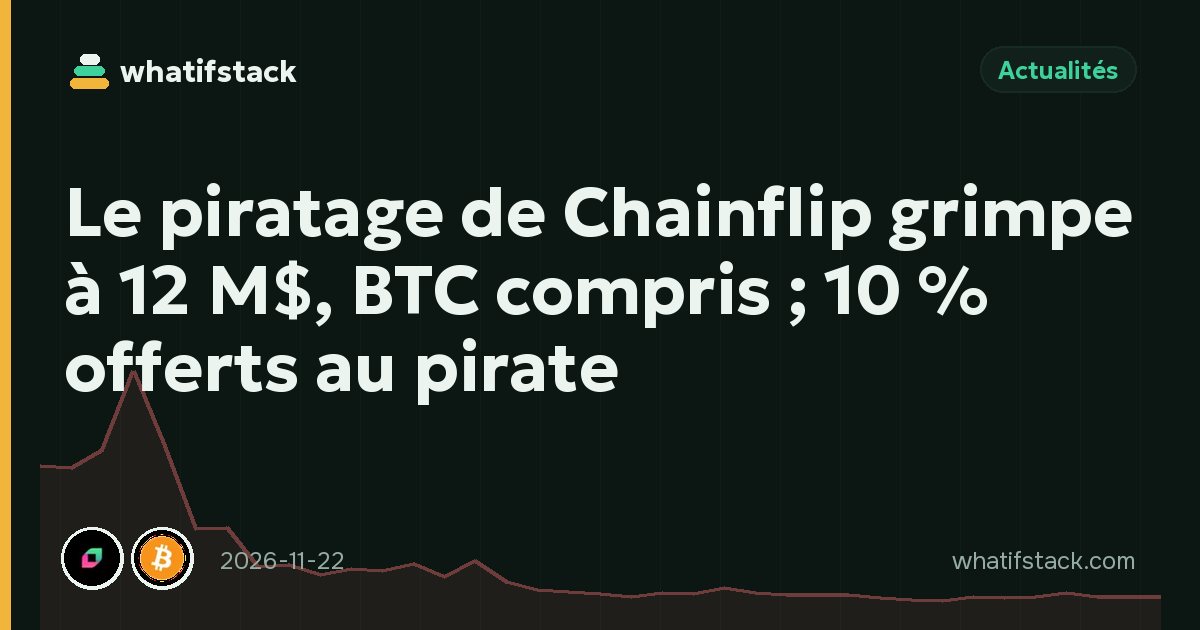 whatifstack
Actualités
Le piratage de Chainflip grimpe
à 12 M$, BTC compris ; 10 %
offerts au pirate
2026-11-22
whatifstack.com